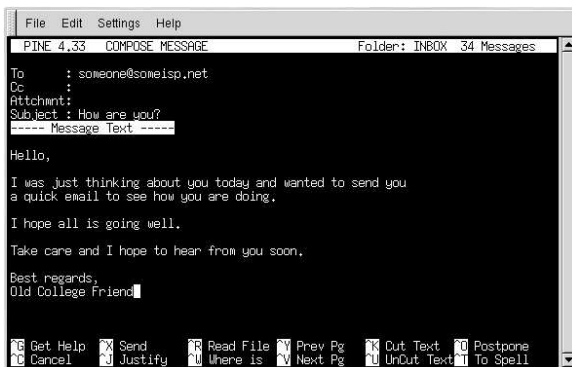 File Edit Settings Help
PINE 4.33 COMPOSE MESSAGE Folder: INBOX 34 Messages
To : someone@someisp.net
Cc :
Attchmnt:
Subject : How are you?
----- Message Text -----
Hello,
I was just thinking about you today and wanted to send you
a quick email to see how you are doing.
I hope all is going well.
Take care and I hope to hear from you soon.
Best regards,
Old College Friend
^G Get Help ^X Send ^R Read File ^Y Prev Pg ^K Cut Text ^O Postpone
^C Cancel ^J Justify ^W Where is ^V Next Pg ^U UnCut Text ^T To Spell